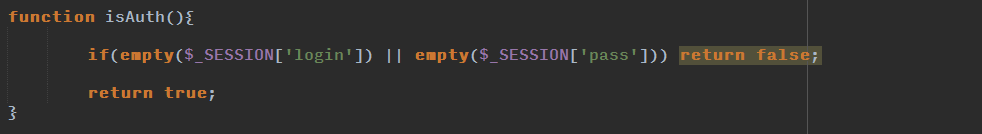 function isAuth(){
if(empty($_SESSION['login']) || empty($_SESSION['pass'])) return false;
return true;
}